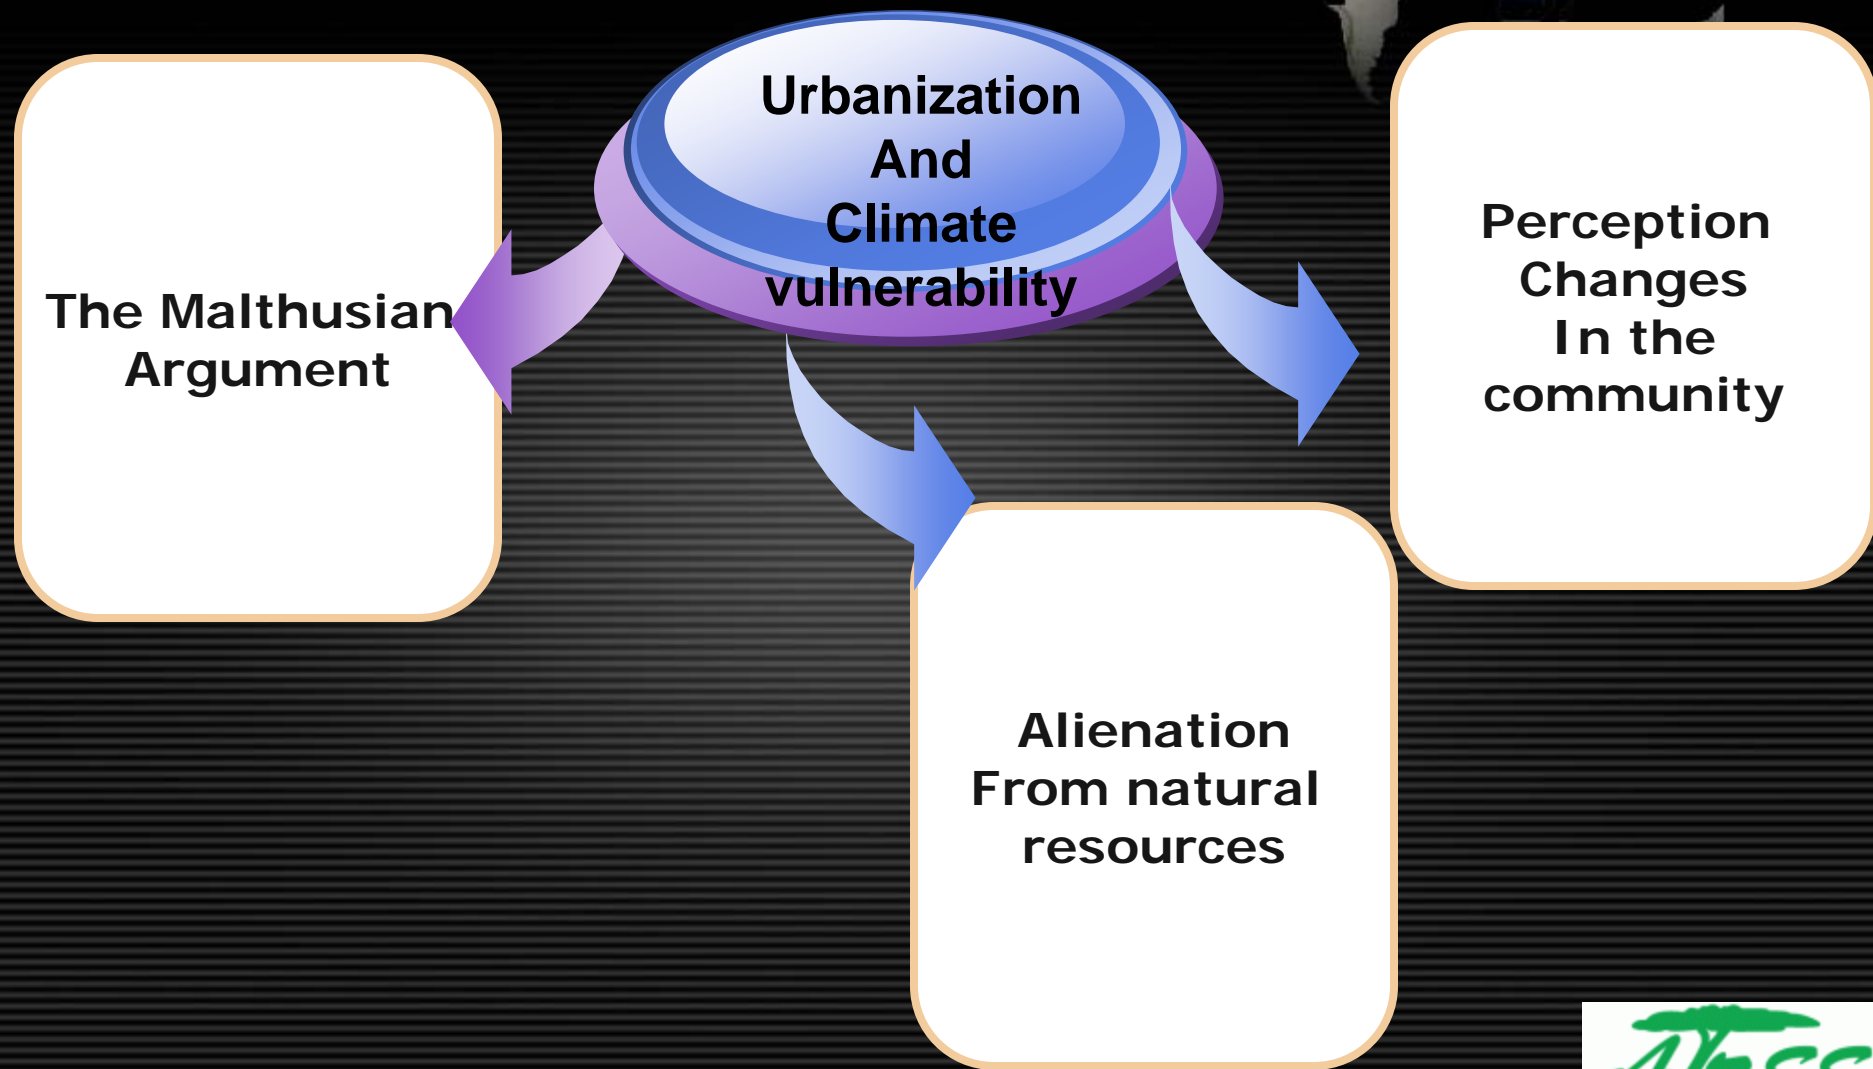 Urbanization
And
Climate
vulnerability
The Malthusian
Argument
Perception
Changes
In the
community
Alienation
From natural
resources